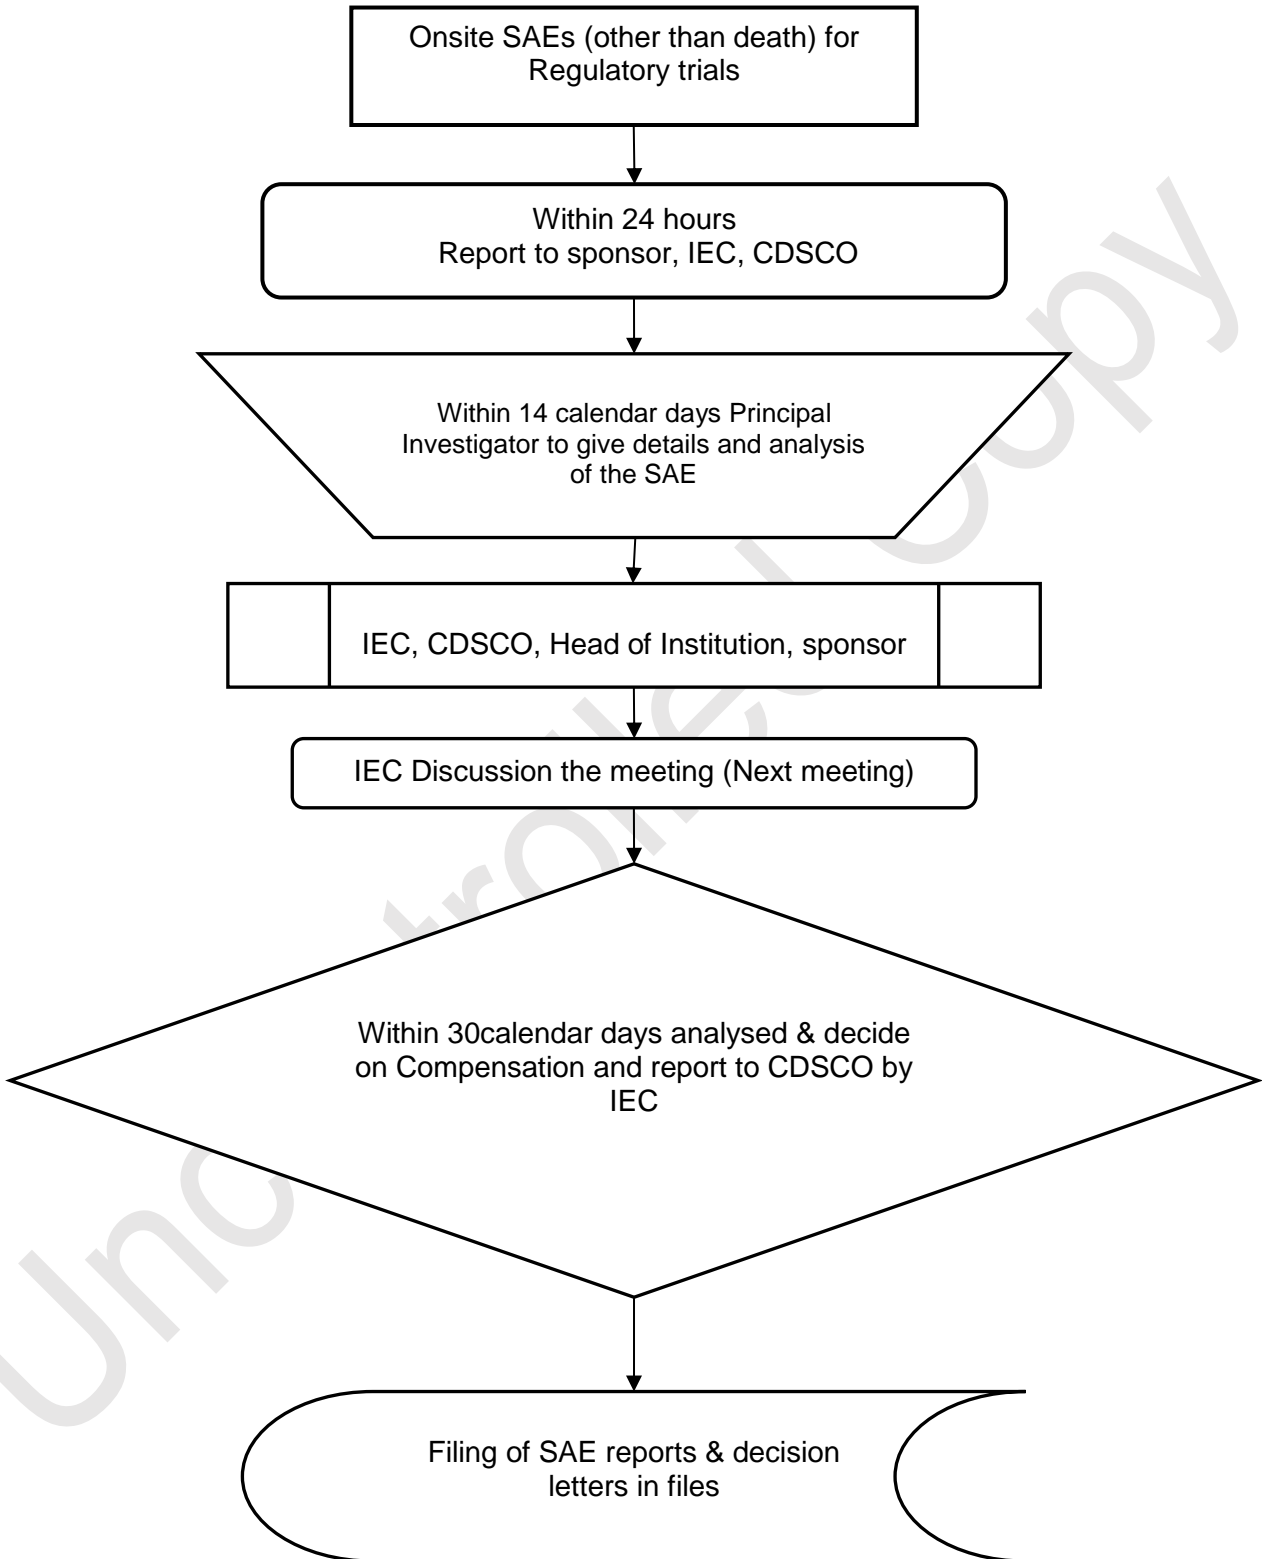 Onsite SAEs (other than death) for
Regulatory trials
Within 24 hours
Report to sponsor, IEC, CDSCO
Within 14 calendar days Principal
Investigator to give details and analysis
of the SAE
IEC, CDSCO, Head of Institution, sponsor
IEC Discussion the meeting (Next meeting)
Within 30calendar days analysed & decide
on Compensation and report to CDSCO by
IEC
Filing of SAE reports & decision
letters in files